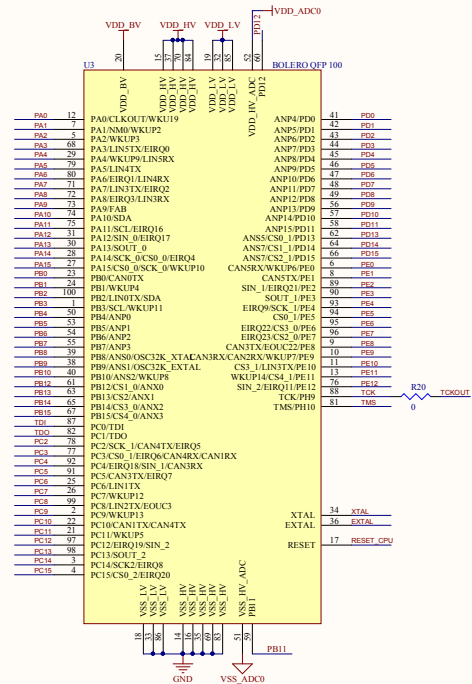 VDD_ADC0
VDD_BV VDD_HV VDD_LV PD12
20 15 37 70 84 19 32 85 52 60
U3 BOLERO QFP 100
VDD_BV VDD_HV VDD_HV VDD_HV VDD_HV VDD_LV VDD_LV VDD_LV VDD_HV_ADC PD12
PA0 12 PA0/CLKOUT/WKU19 ANP4/PD0 41 PD0
PA1 7 PA1/NM0/WKUP2 ANP5/PD1 42 PD1
PA2 5 PA2/WKUP3 ANP6/PD2 43 PD2
PA3 68 PA3/LIN5TX/EIRQ0 ANP7/PD3 44 PD3
PA4 29 PA4/WKUP9/LIN5RX ANP8/PD4 45 PD4
PA5 79 PA5/LIN4TX ANP9/PD5 46 PD5
PA6 80 PA6/EIRQ1/LIN4RX ANP10/PD6 47 PD6
PA7 71 PA7/LIN3TX/EIRQ2 ANP11/PD7 48 PD7
PA8 72 PA8/EIRQ3/LIN3RX ANP12/PD8 49 PD8
PA9 73 PA9/FAB ANP13/PD9 56 PD9
PA10 74 PA10/SDA ANP14/PD10 57 PD10
PA11 75 PA11/SCL/EIRQ16 ANP15/PD11 58 PD11
PA12 31 PA12/SIN_0/EIRQ17 ANS5/CS0_1/PD13 62 PD13
PA13 30 PA13/SOUT_0 ANS7/CS1_1/PD14 64 PD14
PA14 28 PA14/SCK_0/CS0_0/EIRQ4 ANS7/CS2_1/PD15 66 PD15
PA15 27 PA15/CS0_0/SCK_0/WKUP10 CAN5RX/WKUP6/PE0 6 PE0
PB0 23 PB0/CAN0TX CAN5TX/PE1 8 PE1
PB1 24 PB1/WKUP4 SIN_1/EIRQ21/PE2 89 PE2
PB2 100 PB2/LIN0TX/SDA SOUT_1/PE3 90 PE3
PB3 1 PB3/SCL/WKUP11 EIRQ9/SCK_1/PE4 93 PE4
PB4 50 PB4/ANP0 CS0_1/PE5 94 PE5
PB5 53 PB5/ANP1 EIRQ22/CS3_0/PE6 95 PE6
PB6 54 PB6/ANP2 EIRQ23/CS2_0/PE7 96 PE7
PB7 55 PB7/ANP3 CAN3TX/EOUC22/PE8 9 PE8
PB8 39 PB8/ANS0/OSC32K_XTAL CAN3RX/CAN2RX/WKUP7/PE9 10 PE9
PB9 38 PB9/ANS1/OSC32K_EXTAL CS3_1/LIN3TX/PE10 11 PE10
PB10 40 PB10/ANS2/WKUP8 WKUP14/CS4_1/PE11 13 PE11
PB12 61 PB12/CS1_0/ANX0 SIN_2/EIRQ11/PE12 76 PE12
PB13 63 PB13/CS2/ANX1 TCK/PH9 88 TCK R20 0 TCKOUT
PB14 65 PB14/CS3_0/ANX2 TMS/PH10 81 TMS
PB15 67 PB15/CS4_0/ANX3
TDI 87 PC0/TDI
TDO 82 PC1/TDO
PC2 78 PC2/SCK_1/CAN4TX/EIRQ5
PC3 77 PC3/CS0_1/EIRQ6/CAN4RX/CAN1RX
PC4 92 PC4/EIRQ18/SIN_1/CAN3RX
PC5 91 PC5/CAN3TX/EIRQ7
PC6 25 PC6/LIN1TX
PC7 26 PC7/WKUP12
PC8 99 PC8/LIN2TX/EOUC3
PC9 2 PC9/WKUP13 XTAL 34 XTAL
PC10 22 PC10/CAN1TX/CAN4TX EXTAL 36 EXTAL
PC11 21 PC11/WKUP5
PC12 97 PC12/EIRQ19/SIN_2 RESET 17 RESET_CPU
PC13 98 PC13/SOUT_2
PC14 3 PC14/SCK2/EIRQ8
PC15 4 PC15/CS0_2/EIRQ20
VSS_LV VSS_LV VSS_LV VSS_HV VSS_HV VSS_HV VSS_HV VSS_HV VSS_HV_ADC PB11
18 33 86 14 16 35 69 83 51 59
PB11
GND VSS_ADC0